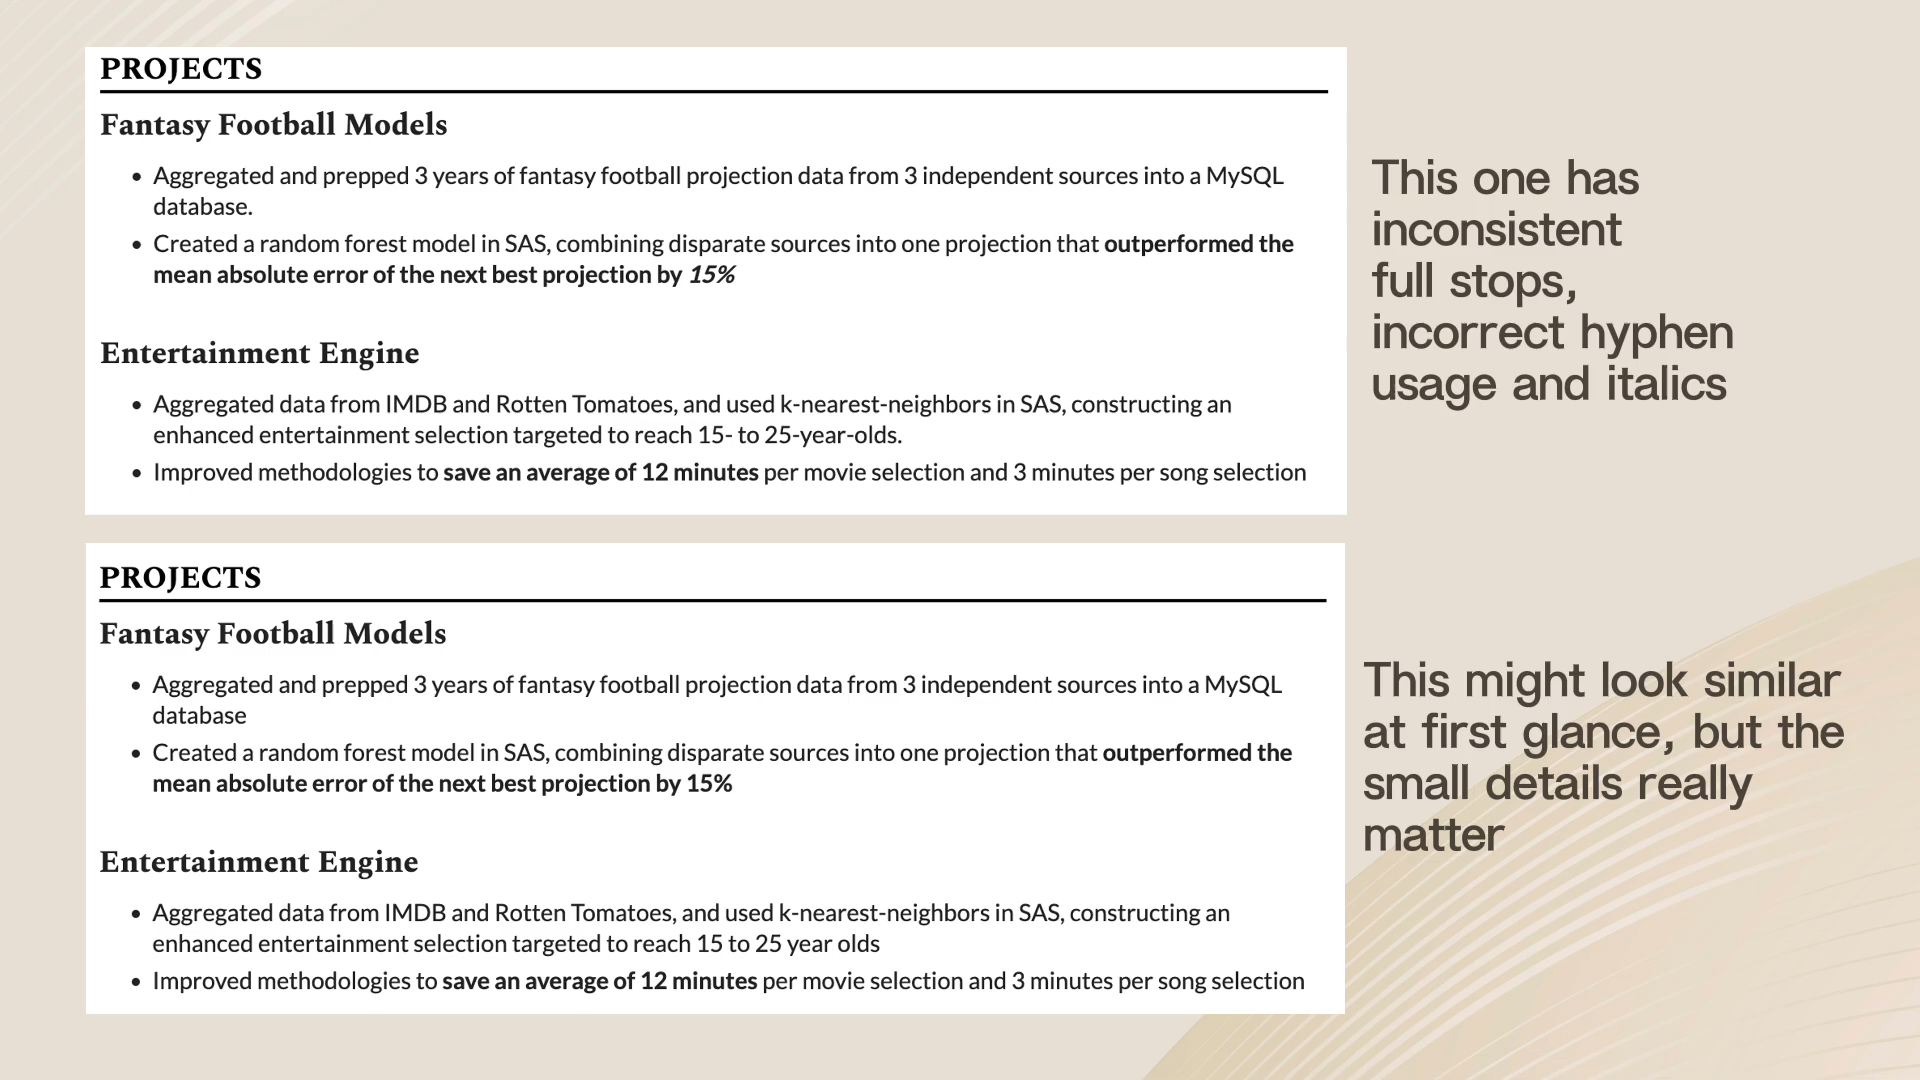 PROJECTS
Fantasy Football Models
• Aggregated and prepped 3 years of fantasy football projection data from 3 independent sources into a MySQL
database.
• Created a random forest model in SAS, combining disparate sources into one projection that outperformed the
mean absolute error of the next best projection by 15%
Entertainment Engine
• Aggregated data from IMDB and Rotten Tomatoes, and used k-nearest-neighbors in SAS, constructing an
enhanced entertainment selection targeted to reach 15- to 25-year-olds.
• Improved methodologies to save an average of 12 minutes per movie selection and 3 minutes per song selection
This one has
inconsistent
full stops,
incorrect hyphen
usage and italics
PROJECTS
Fantasy Football Models
• Aggregated and prepped 3 years of fantasy football projection data from 3 independent sources into a MySQL
database
• Created a random forest model in SAS, combining disparate sources into one projection that outperformed the
mean absolute error of the next best projection by 15%
Entertainment Engine
• Aggregated data from IMDB and Rotten Tomatoes, and used k-nearest-neighbors in SAS, constructing an
enhanced entertainment selection targeted to reach 15 to 25 year olds
• Improved methodologies to save an average of 12 minutes per movie selection and 3 minutes per song selection
This might look similar
at first glance, but the
small details really
matter